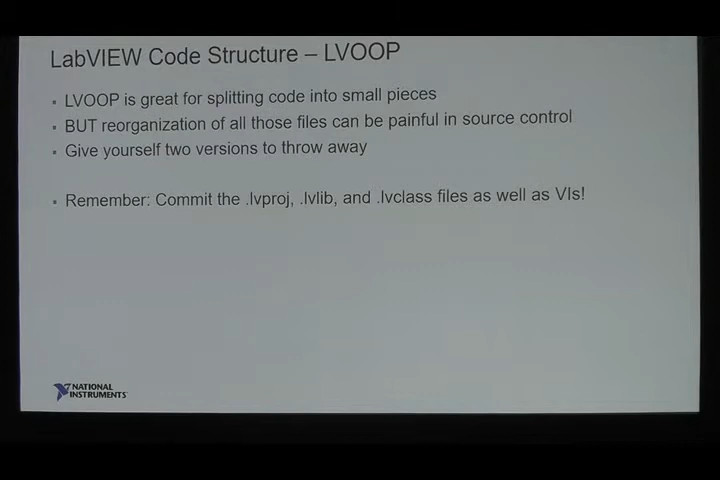 LabVIEW Code Structure – LVOOP
LVOOP is great for splitting code into small pieces
BUT reorganization of all those files can be painful in source control
Give yourself two versions to throw away
Remember: Commit the .lvproj, .lvlib, and .lvclass files as well as VIs!
NATIONAL
INSTRUMENTS